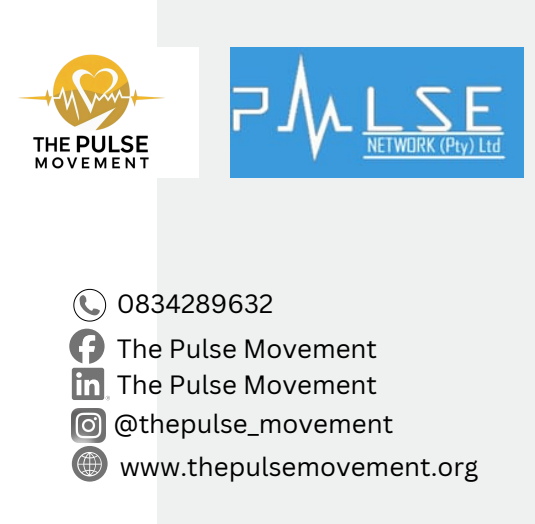 THE PULSE
MOVEMENT
PULSE
NETWORK (Pty) Ltd
0834289632
The Pulse Movement
The Pulse Movement
@thepulse_movement
www.thepulsemovement.org